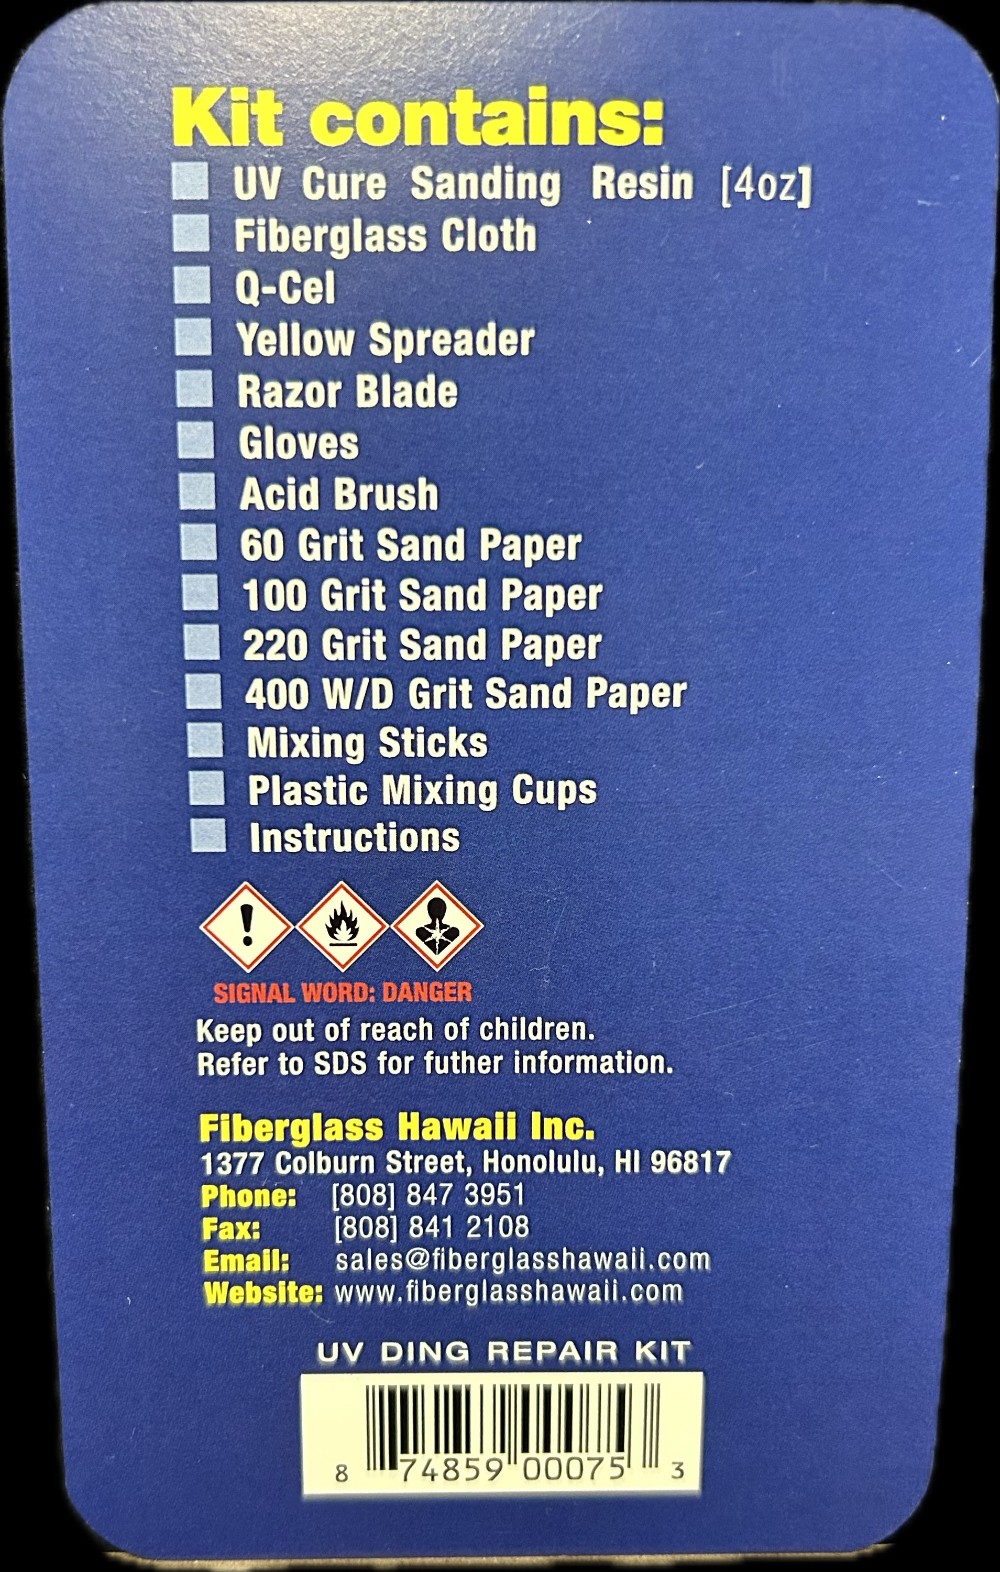 Kit contains:
UV Cure Sanding Resin [4oz]
Fiberglass Cloth
Q-Cel
Yellow Spreader
Razor Blade
Gloves
Acid Brush
60 Grit Sand Paper
100 Grit Sand Paper
220 Grit Sand Paper
400 W/D Grit Sand Paper
Mixing Sticks
Plastic Mixing Cups
Instructions
SIGNAL WORD: DANGER
Keep out of reach of children.
Refer to SDS for futher information.
Fiberglass Hawaii Inc.
1377 Colburn Street, Honolulu, HI 96817
Phone: [808] 847 3951
Fax: [808] 841 2108
Email: sales@fiberglasshawaii.com
Website: www.fiberglasshawaii.com
UV DING REPAIR KIT
8 74859 00075 3